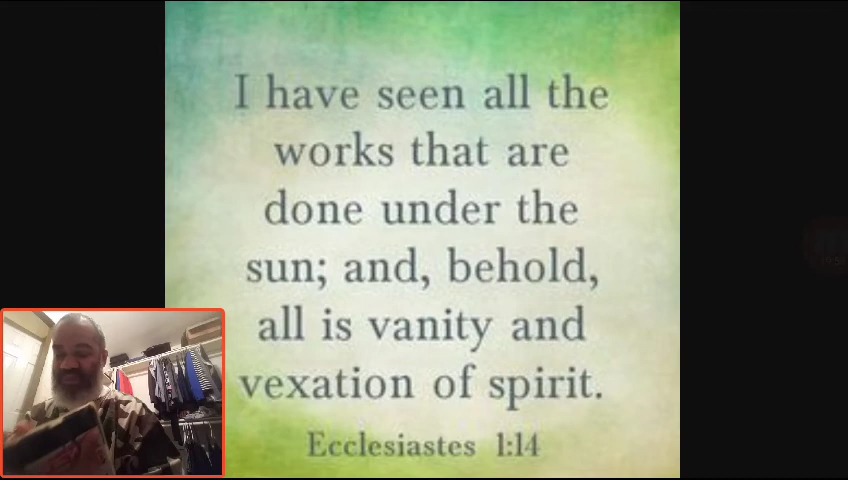 I have seen all the
works that are
done under the
sun; and, behold,
all is vanity and
vexation of spirit.
Ecclesiastes 1:14